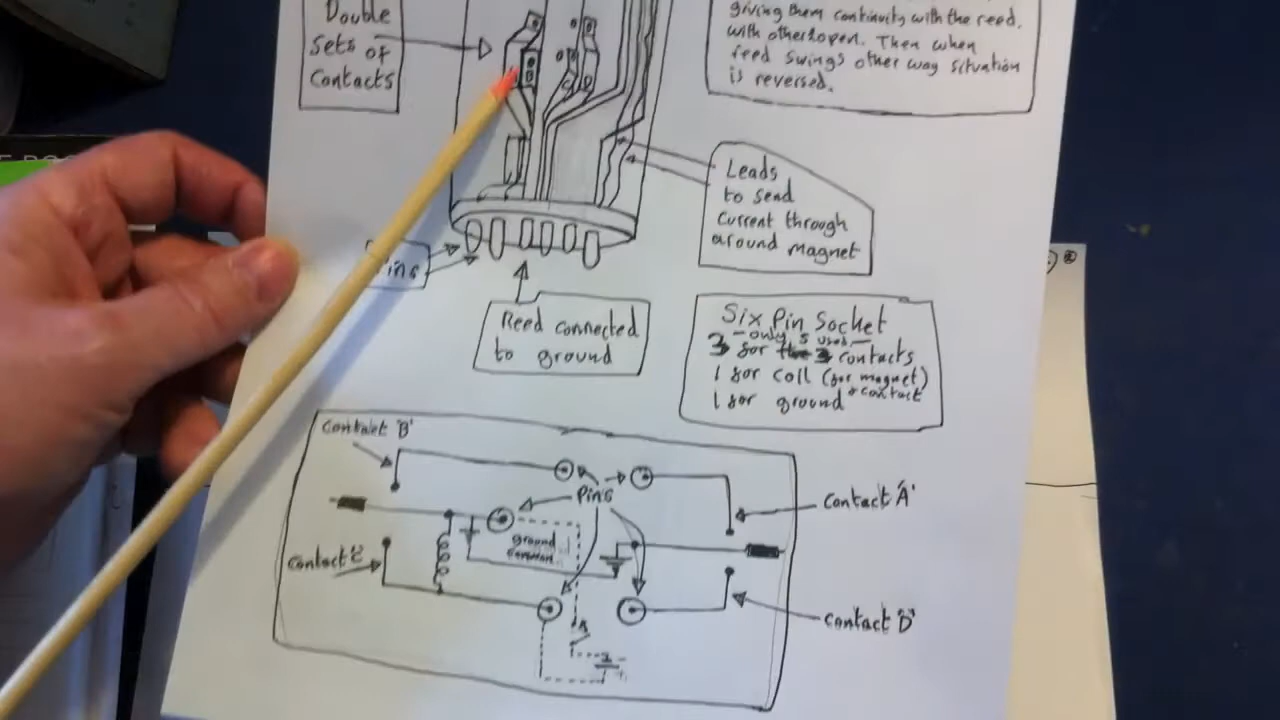 Double
Sets of
Contacts
giving them continuity with the reed.
with others open. Then when
reed swings other way situation
is reversed.
Leads
to send
current through
around magnet
Pins
Reed connected
to ground
Six Pin Socket
- only 5 used -
3 for the 3 contacts
1 for coil (for magnet)
1 for ground + contact
Contact 'B'
Pins
Contact 'A'
ground
common
Contact 'C'
Contact 'D'